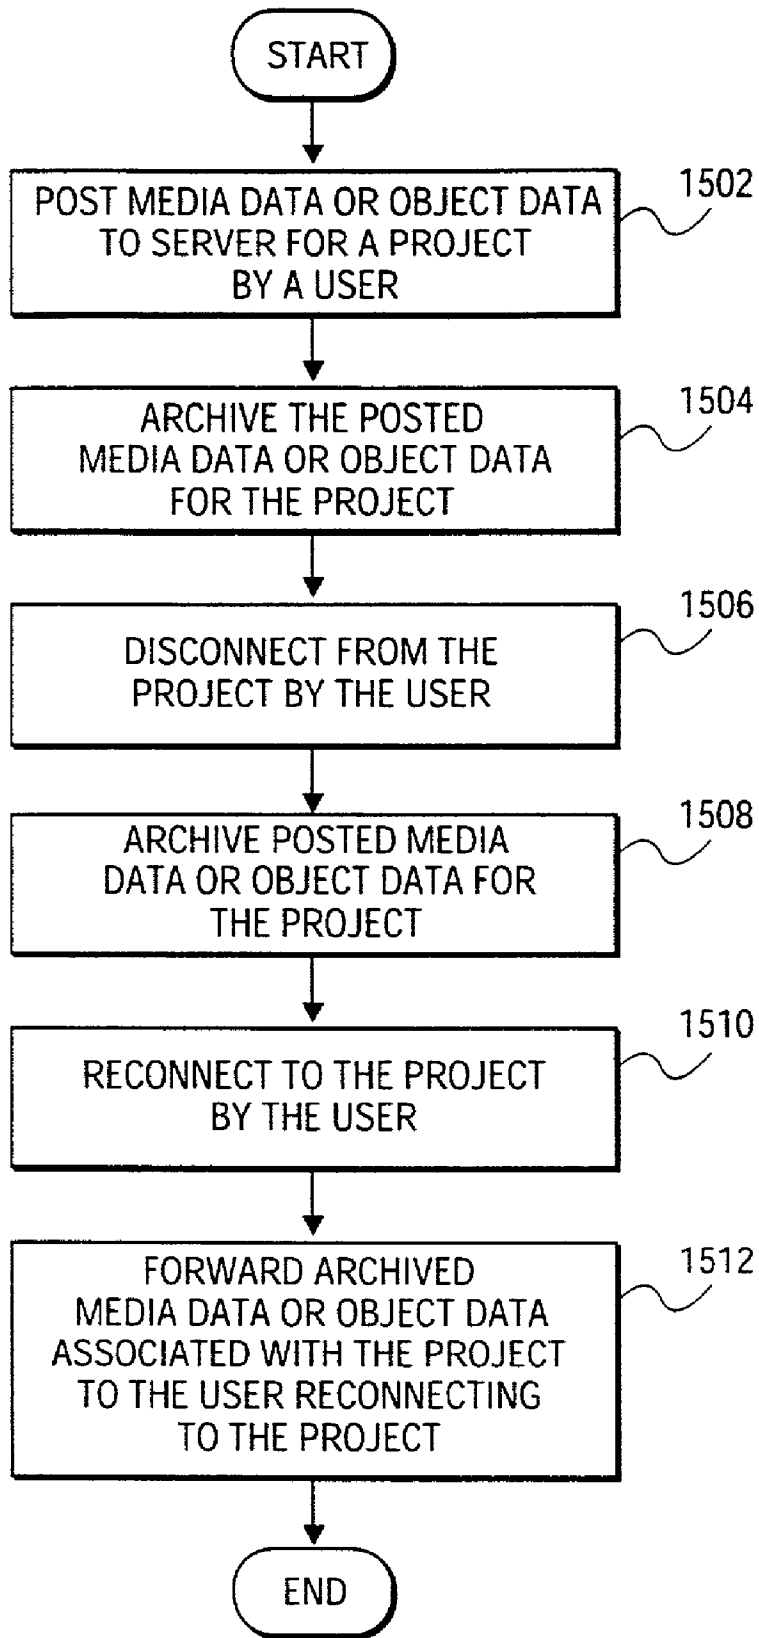 START
POST MEDIA DATA OR OBJECT DATA
TO SERVER FOR A PROJECT
BY A USER
1502
ARCHIVE THE POSTED
MEDIA DATA OR OBJECT DATA
FOR THE PROJECT
1504
DISCONNECT FROM THE
PROJECT BY THE USER
1506
ARCHIVE POSTED MEDIA
DATA OR OBJECT DATA FOR
THE PROJECT
1508
RECONNECT TO THE PROJECT
BY THE USER
1510
FORWARD ARCHIVED
MEDIA DATA OR OBJECT DATA
ASSOCIATED WITH THE PROJECT
TO THE USER RECONNECTING
TO THE PROJECT
1512
END